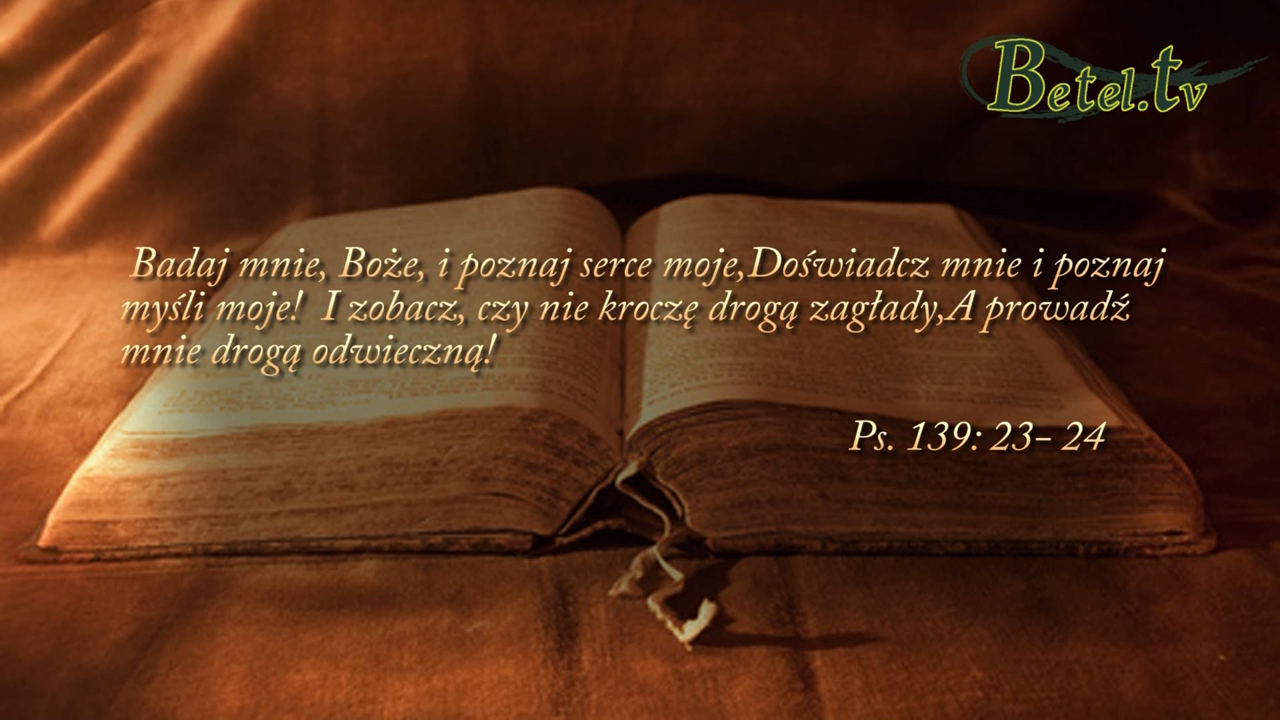 Betel.tv
Badaj mnie, Boże, i poznaj serce moje,Doświadcz mnie i poznaj
myśli moje!  I zobacz, czy nie kroczę drogą zagłady,A prowadź
mnie drogą odwieczną!
Ps. 139: 23– 24